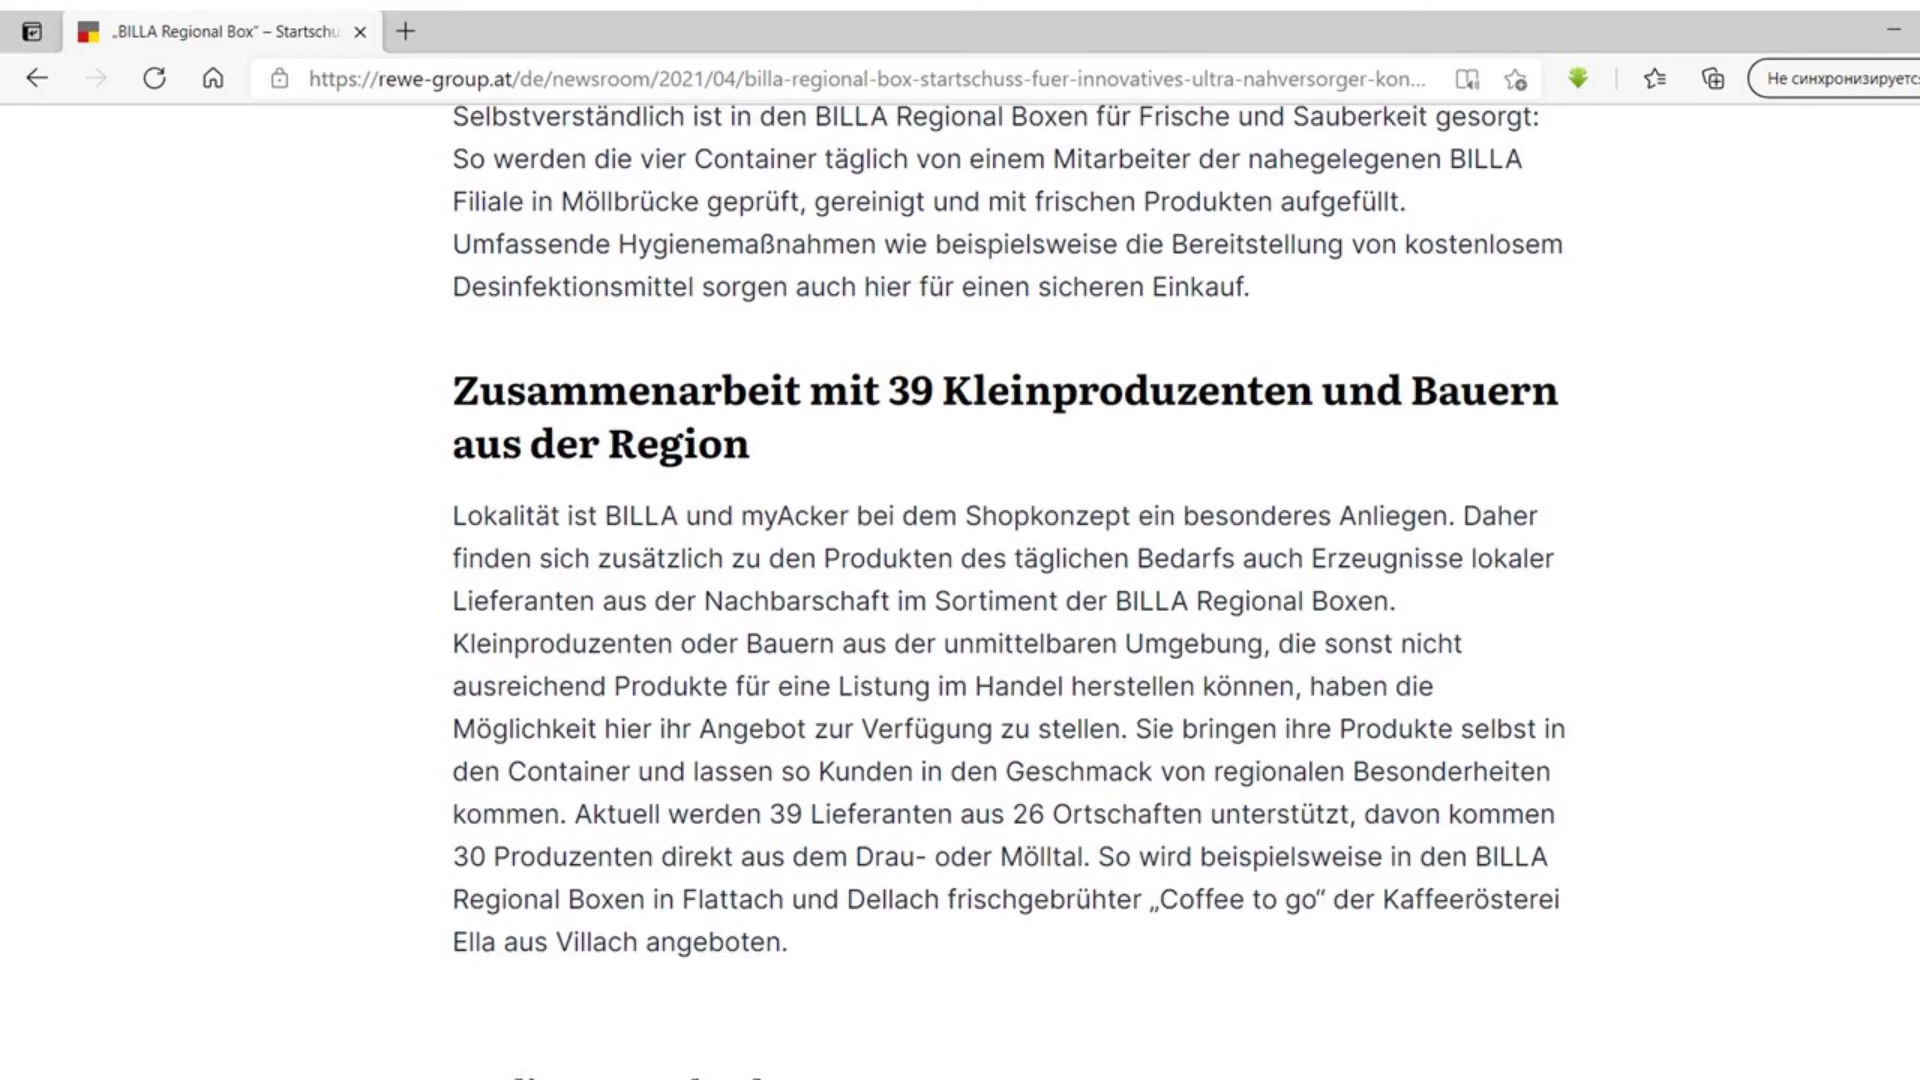 „BILLA Regional Box“ – Startschu
https://rewe-group.at/de/newsroom/2021/04/billa-regional-box-startschuss-fuer-innovatives-ultra-nahversorger-kon...
Не синхронизируетс
Selbstverständlich ist in den BILLA Regional Boxen für Frische und Sauberkeit gesorgt:
So werden die vier Container täglich von einem Mitarbeiter der nahegelegenen BILLA
Filiale in Möllbrücke geprüft, gereinigt und mit frischen Produkten aufgefüllt.
Umfassende Hygienemaßnahmen wie beispielsweise die Bereitstellung von kostenlosem
Desinfektionsmittel sorgen auch hier für einen sicheren Einkauf.
Zusammenarbeit mit 39 Kleinproduzenten und Bauern
aus der Region
Lokalität ist BILLA und myAcker bei dem Shopkonzept ein besonderes Anliegen. Daher
finden sich zusätzlich zu den Produkten des täglichen Bedarfs auch Erzeugnisse lokaler
Lieferanten aus der Nachbarschaft im Sortiment der BILLA Regional Boxen.
Kleinproduzenten oder Bauern aus der unmittelbaren Umgebung, die sonst nicht
ausreichend Produkte für eine Listung im Handel herstellen können, haben die
Möglichkeit hier ihr Angebot zur Verfügung zu stellen. Sie bringen ihre Produkte selbst in
den Container und lassen so Kunden in den Geschmack von regionalen Besonderheiten
kommen. Aktuell werden 39 Lieferanten aus 26 Ortschaften unterstützt, davon kommen
30 Produzenten direkt aus dem Drau- oder Mölltal. So wird beispielsweise in den BILLA
Regional Boxen in Flattach und Dellach frischgebrühter „Coffee to go“ der Kaffeerösterei
Ella aus Villach angeboten.